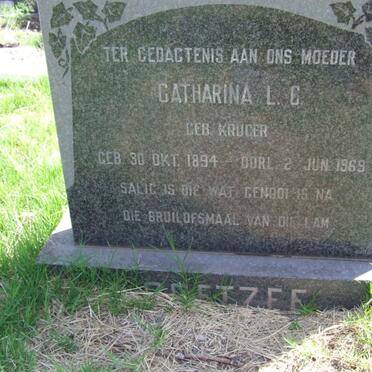 TER GEDAGTENIS AAN ONS MOEDER
CATHARINA L. C.
GEB. KRUGER
GEB. 30 OKT. 1894 - OORL. 2 JUN. 1969
SALIG IS DIE WAT GENOOI IS NA
DIE BRUILOFSMAAL VAN DIE LAM
COETZEE